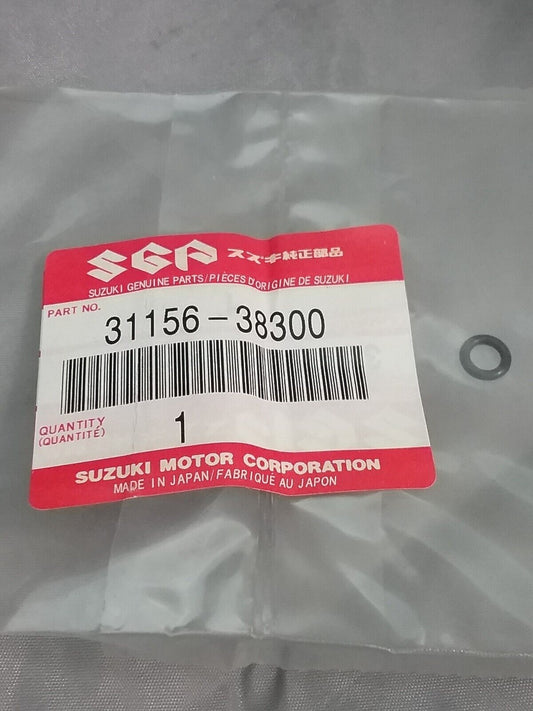 SGP スズキ純正部品
SUZUKI GENUINE PARTS/PIÈCES D'ORIGINE DE SUZUKI
PART NO.
31156-38300
QUANTITY
(QUANTITÉ)
1
SUZUKI MOTOR CORPORATION
MADE IN JAPAN/FABRIQUÉ AU JAPON